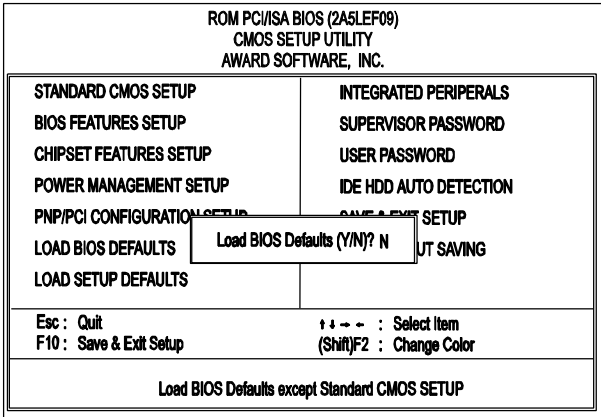 ROM PCI/ISA BIOS (2A5LEF09)
CMOS SETUP UTILITY
AWARD SOFTWARE, INC.
STANDARD CMOS SETUP
BIOS FEATURES SETUP
CHIPSET FEATURES SETUP
POWER MANAGEMENT SETUP
PNP/PCI CONFIGURATION SETUP
LOAD BIOS DEFAULTS
LOAD SETUP DEFAULTS
INTEGRATED PERIPERALS
SUPERVISOR PASSWORD
USER PASSWORD
IDE HDD AUTO DETECTION
SAVE & EXIT SETUP
UT SAVING
Load BIOS Defaults (Y/N)? N
Esc : Quit
F10 : Save & Exit Setup
↑ ↓ → ← : Select Item
(Shift)F2 : Change Color
Load BIOS Defaults except Standard CMOS SETUP